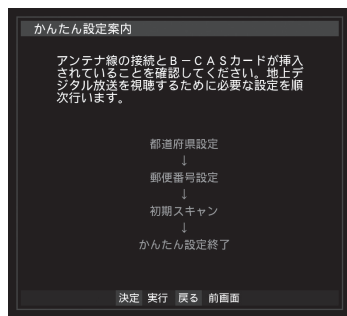 かんたん設定案内
アンテナ線の接続とB－CASカードが挿入
されていることを確認してください。地上デ
ジタル放送を視聴するために必要な設定を順
次行います。
都道府県設定
↓
郵便番号設定
↓
初期スキャン
↓
かんたん設定終了
決定 実行 戻る 前画面